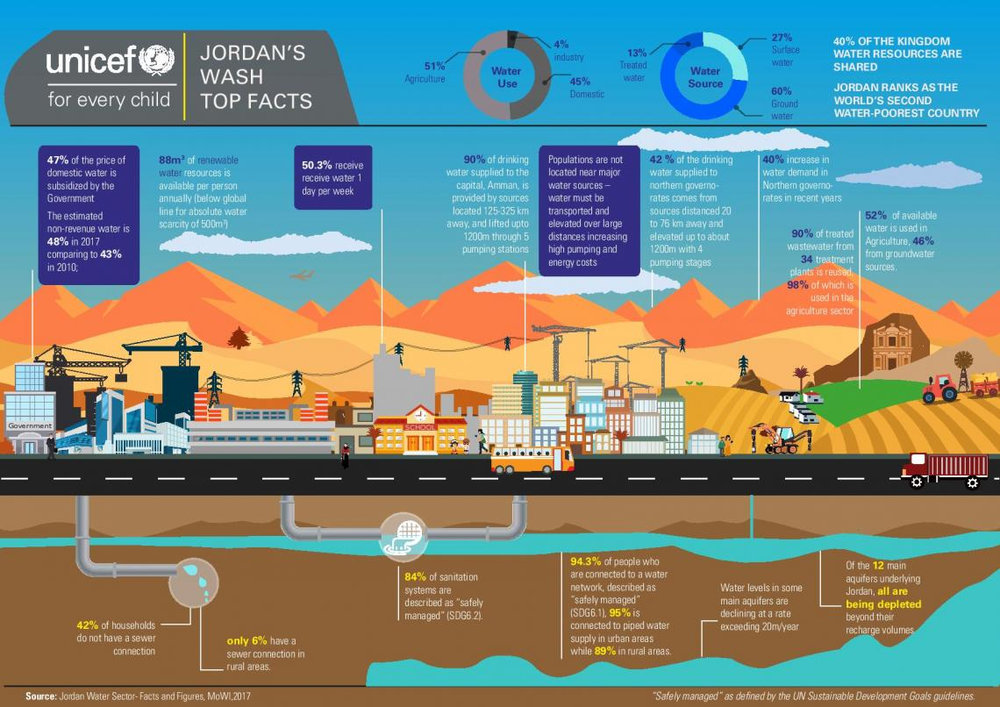 unicef
for every child
JORDAN'S
WASH
TOP FACTS
51%
Agriculture
Water
Use
4%
industry
45%
Domestic
13%
Treated
water
Water
Source
27%
Surface
water
60%
Ground
water
40% OF THE KINGDOM
WATER RESOURCES ARE
SHARED
JORDAN RANKS AS THE
WORLD'S SECOND
WATER-POOREST COUNTRY
47% of the price of
domestic water is
subsidized by the
Government
The estimated
non-revenue water is
48% in 2017
comparing to 43%
in 2010;
88m³ of renewable
water resources is
available per person
annually (below global
line for absolute water
scarcity of 500m³)
50.3% receive
receive water 1
day per week
90% of drinking
water supplied to the
capital, Amman, is
provided by sources
located 125-325 km
away, and lifted upto
1200m through 5
pumping stations
Populations are not
located near major
water sources –
water must be
transported and
elevated over large
distances increasing
high pumping and
energy costs
42 % of the drinking
water supplied to
northern governo-
rates comes from
sources distanced 20
to 76 km away and
elevated up to about
1200m with 4
pumping stages
40% increase in
water demand in
Northern governo-
rates in recent years
90% of treated
wastewater from
34 treatment
plants is reused,
98% of which is
used in the
agriculture sector
52% of available
water is used in
Agriculture, 46%
from groundwater
sources.
Government
SCHOOL
42% of households
do not have a sewer
connection
only 6% have a
sewer connection in
rural areas.
84% of sanitation
systems are
described as "safely
managed" (SDG6.2).
94.3% of people who
are connected to a water
network, described as
"safely managed"
(SDG6.1), 95% is
connected to piped water
supply in urban areas
while 89% in rural areas.
Water levels in some
main aquifers are
declining at a rate
exceeding 20m/year
Of the 12 main
aquifers underlying
Jordan, all are
being depleted
beyond their
recharge volumes
Source: Jordan Water Sector- Facts and Figures, MoWI,2017
"Safely managed" as defined by the UN Sustainable Development Goals guidelines.